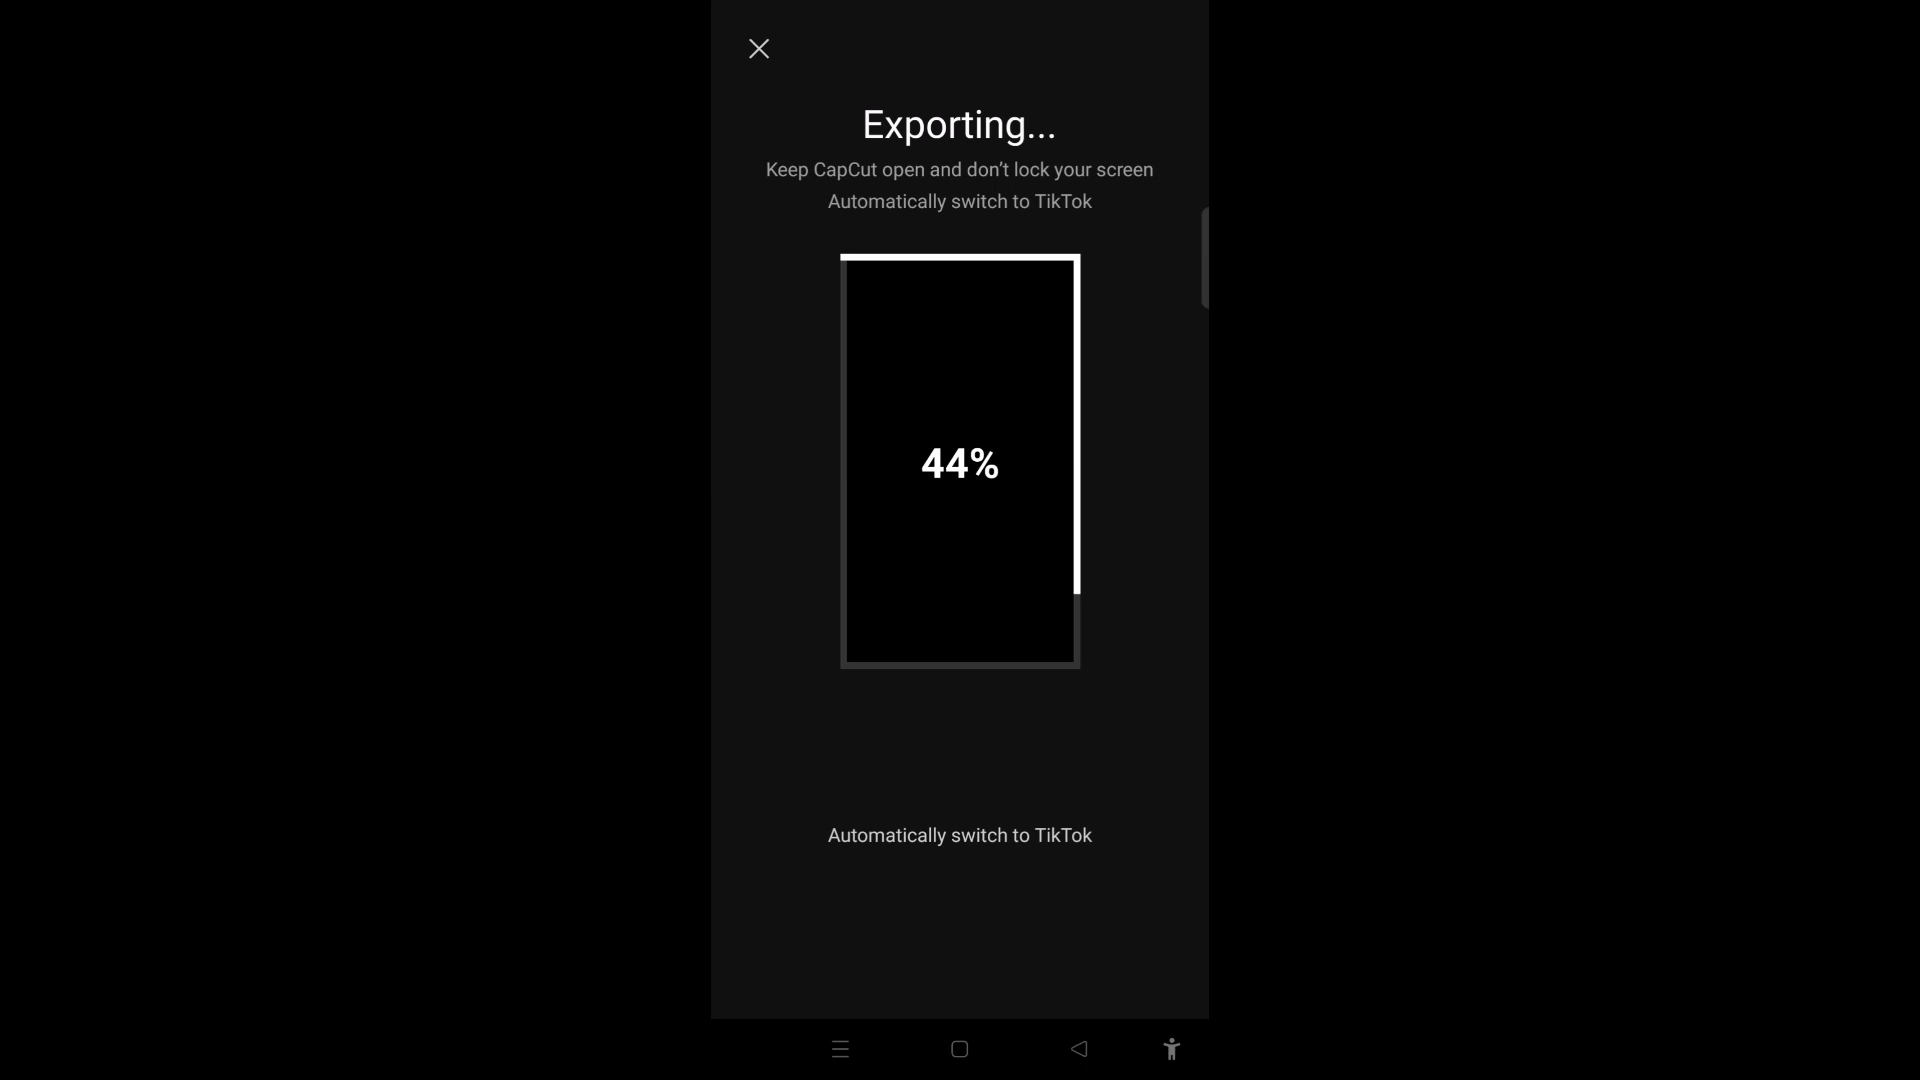 Exporting...
Keep CapCut open and don’t lock your screen
Automatically switch to TikTok
44%
Automatically switch to TikTok